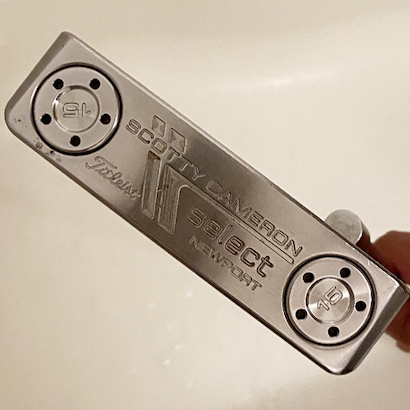 15
SCOTTY CAMERON
Titleist
select
NEWPORT
15